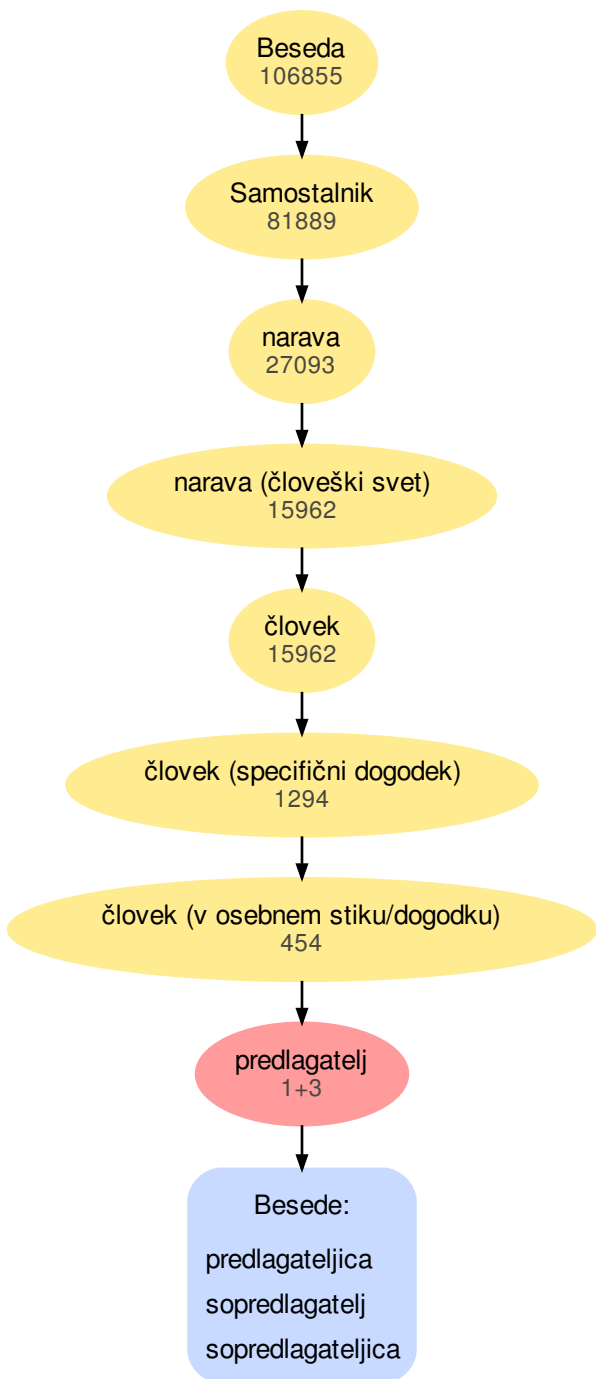 Beseda
106855
Samostalnik
81889
narava
27093
narava (človeški svet)
15962
človek
15962
človek (specifični dogodek)
1294
človek (v osebnem stiku/dogodku)
454
predlagatelj
1+3
Besede:
predlagateljica
sopredlagatelj
sopredlagateljica